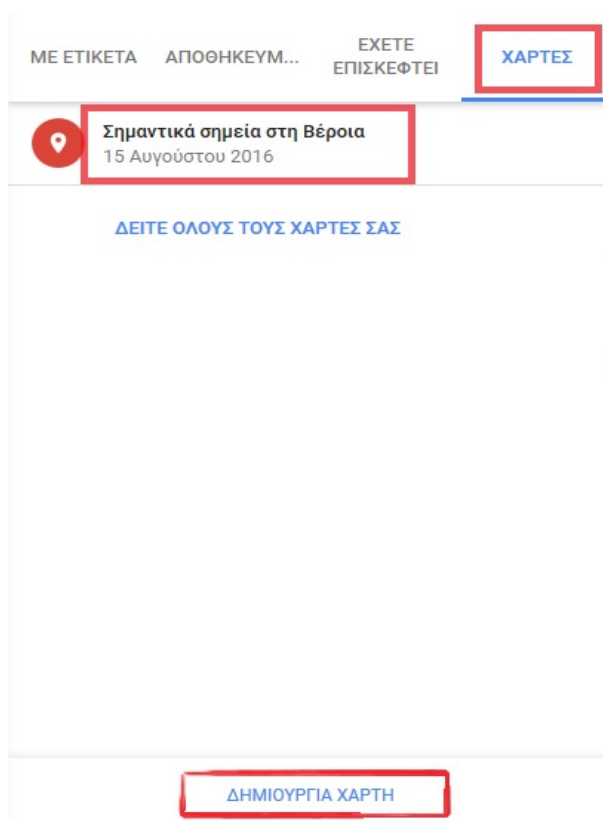 ΜΕ ΕΤΙΚΕΤΑ
ΑΠΟΘΗΚΕΥΜ...
ΕΧΕΤΕ
ΕΠΙΣΚΕΦΤΕΙ
ΧΑΡΤΕΣ
Σημαντικά σημεία στη Βέροια
15 Αυγούστου 2016
ΔΕΙΤΕ ΟΛΟΥΣ ΤΟΥΣ ΧΑΡΤΕΣ ΣΑΣ
ΔΗΜΙΟΥΡΓΙΑ ΧΑΡΤΗ